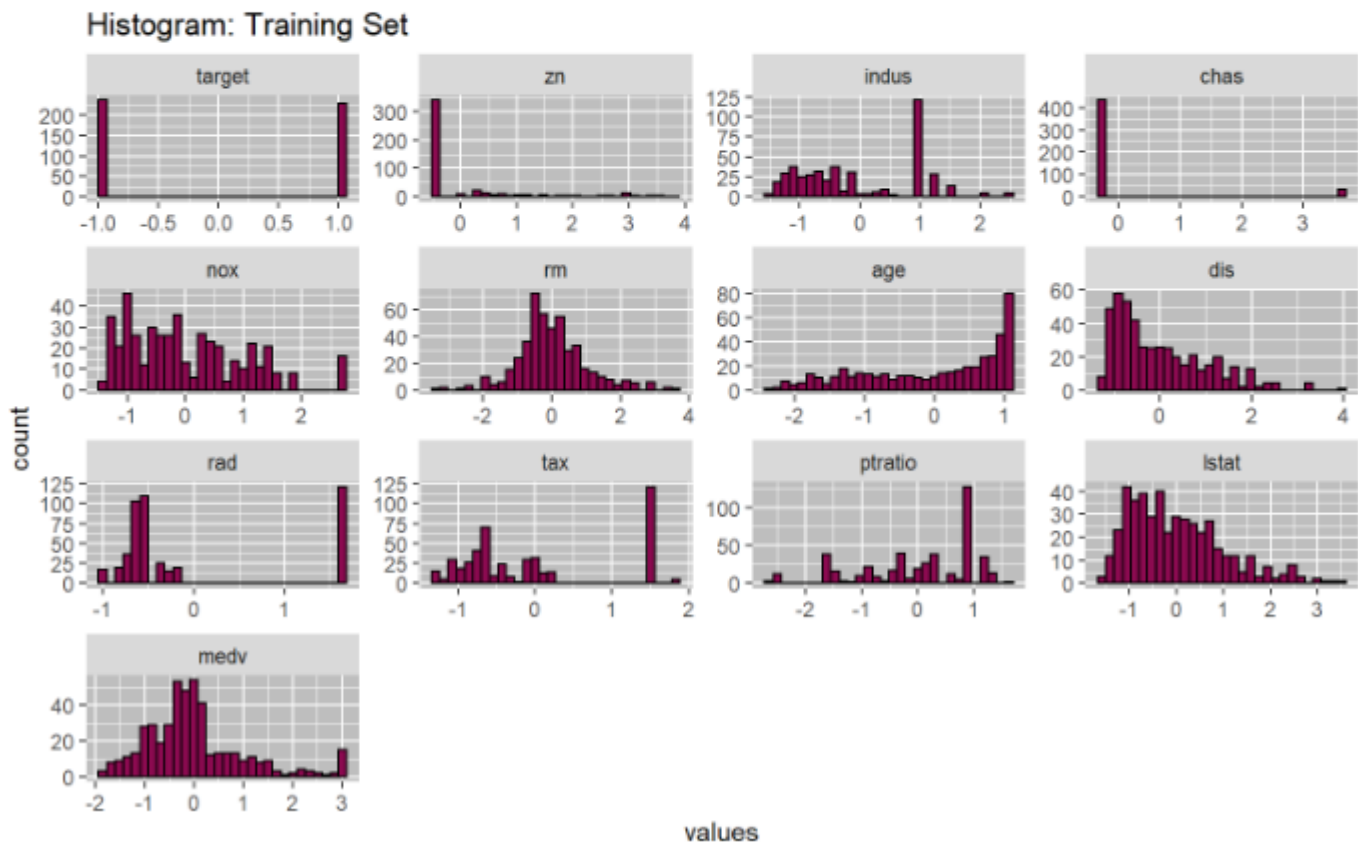 Histogram: Training Set
target zn indus chas
200 150 100 50 0
300 200 100 0
125 100 75 50 25 0
400 300 200 100 0
-1.0 -0.5 0.0 0.5 1.0
0 1 2 3 4
-1 0 1 2
0 1 2 3
nox rm age dis
40 30 20 10 0
60 40 20 0
80 60 40 20 0
60 40 20 0
-1 0 1 2
-2 0 2 4
-2 -1 0 1
0 2 4
count
rad tax ptratio lstat
125 100 75 50 25 0
125 100 75 50 25 0
100 50 0
40 30 20 10 0
-1 0 1
-1 0 1 2
-2 -1 0 1
-1 0 1 2 3
medv
40 20 0
-2 -1 0 1 2 3
values